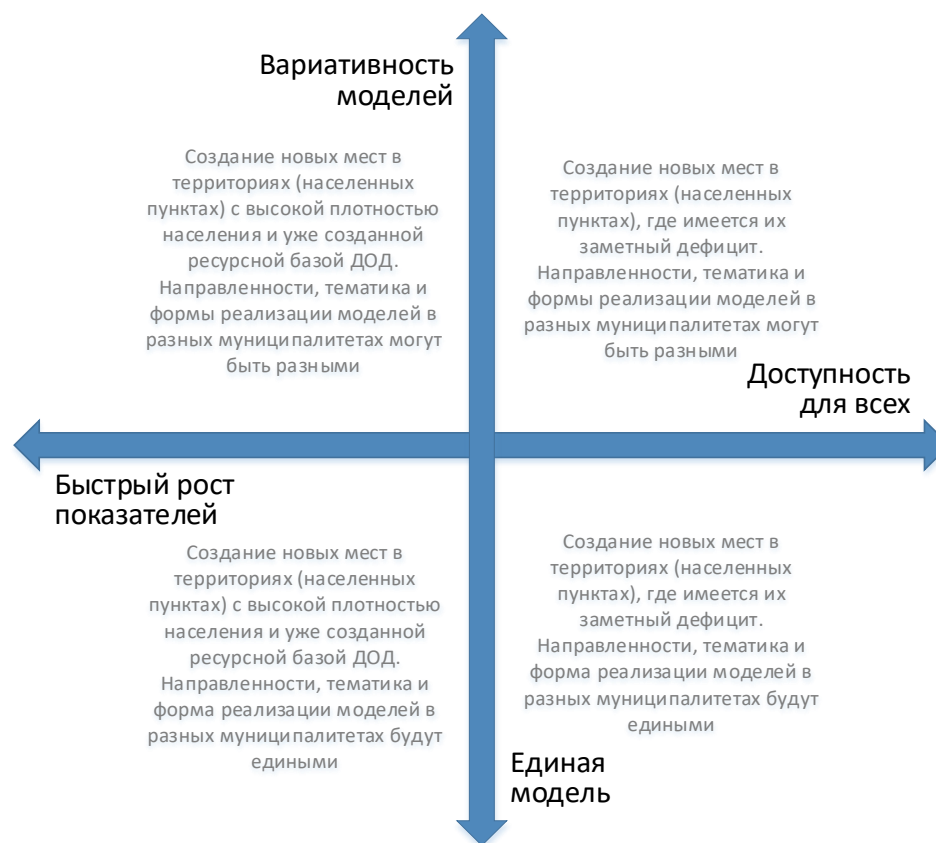 Вариативность
моделей
Создание новых мест в
территориях (населенных
пунктах) с высокой плотностью
населения и уже созданной
ресурсной базой ДОД.
Направленности, тематика и
формы реализации моделей в
разных муниципалитетах могут
быть разными
Создание новых мест в
территориях (населенных
пунктах), где имеется их
заметный дефицит.
Направленности, тематика и
формы реализации моделей в
разных муниципалитетах могут
быть разными
Доступность
для всех
Быстрый рост
показателей
Создание новых мест в
территориях (населенных
пунктах) с высокой плотностью
населения и уже созданной
ресурсной базой ДОД.
Направленности, тематика и
форма реализации моделей в
разных муниципалитетах будут
едиными
Создание новых мест в
территориях (населенных
пунктах), где имеется их
заметный дефицит.
Направленности, тематика и
форма реализации моделей в
разных муниципалитетах будут
едиными
Единая
модель